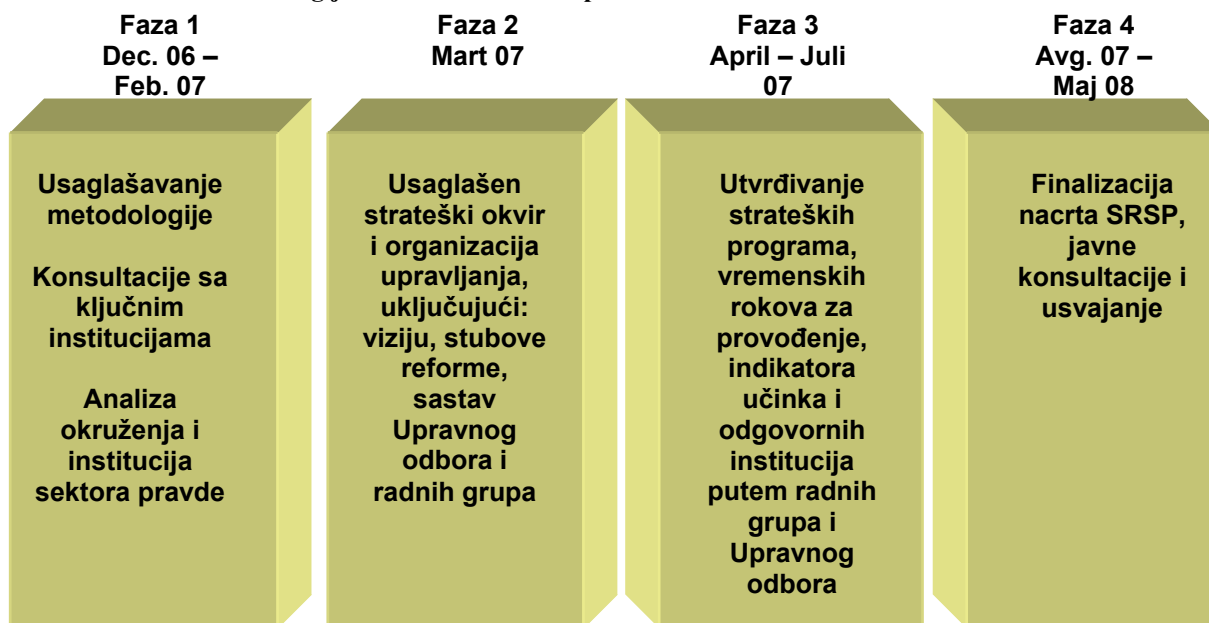 Faza 1
Dec. 06 –
Feb. 07
Faza 2
Mart 07
Faza 3
April – Juli
07
Faza 4
Avg. 07 –
Maj 08
Usaglašavanje
metodologije
Konsultacije sa
ključnim
institucijama
Analiza
okruženja i
institucija
sektora pravde
Usaglašen
strateški okvir
i organizacija
upravljanja,
uključujući:
viziju, stubove
reforme,
sastav
Upravnog
odbora i
radnih grupa
Utvrđivanje
strateških
programa,
vremenskih
rokova za
provođenje,
indikatora
učinka i
odgovornih
institucija
putem radnih
grupa i
Upravnog
odbora
Finalizacija
nacrta SRSP,
javne
konsultacije i
usvajanje